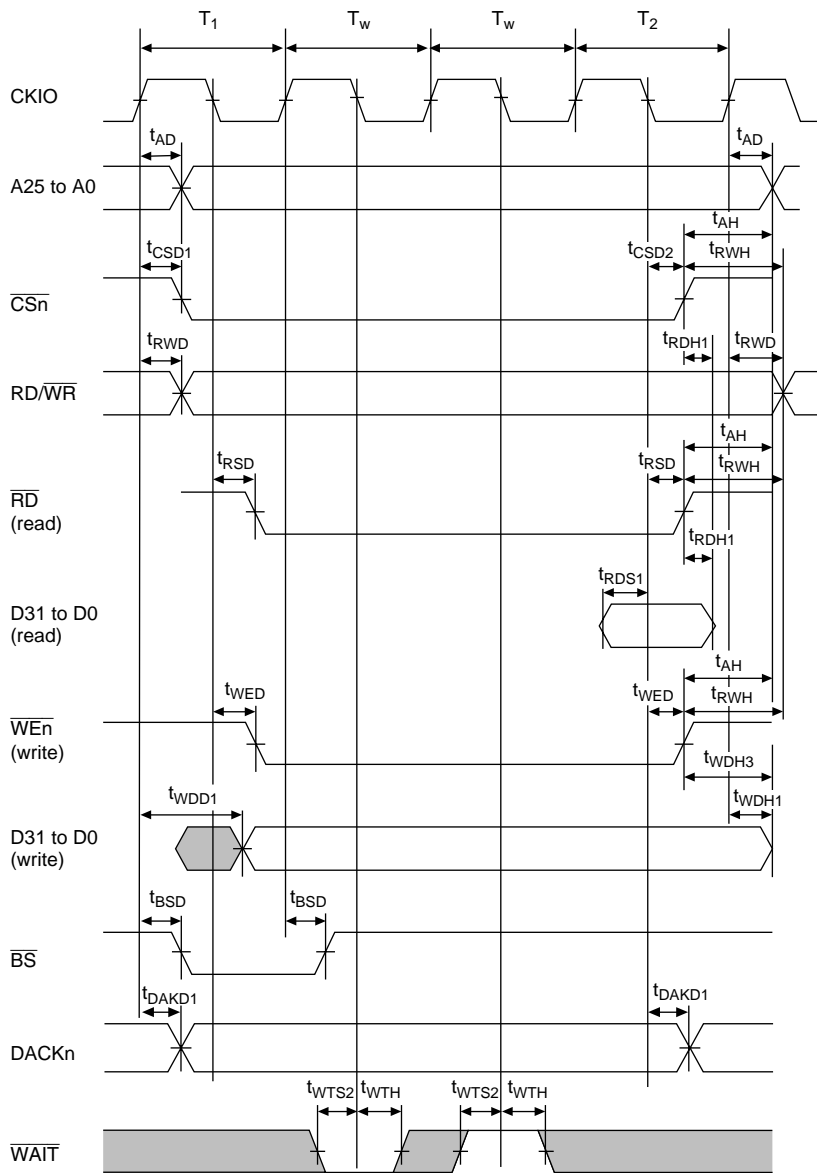 T1 Tw Tw T2
CKIO
tAD tAD
A25 to A0
tAH
tCSD1 tCSD2 tRWH
CSn
tRWD tRDH1 tRWD
RD/WR
tAH
tRSD tRSD tRWH
RD
(read)
tRDH1
tRDS1
D31 to D0
(read)
tAH
tWED tWED tRWH
WEn
(write)
tWDH3
tWDD1 tWDH1
D31 to D0
(write)
tBSD tBSD
BS
tDAKD1 tDAKD1
DACKn
tWTS2 tWTH tWTS2 tWTH
WAIT